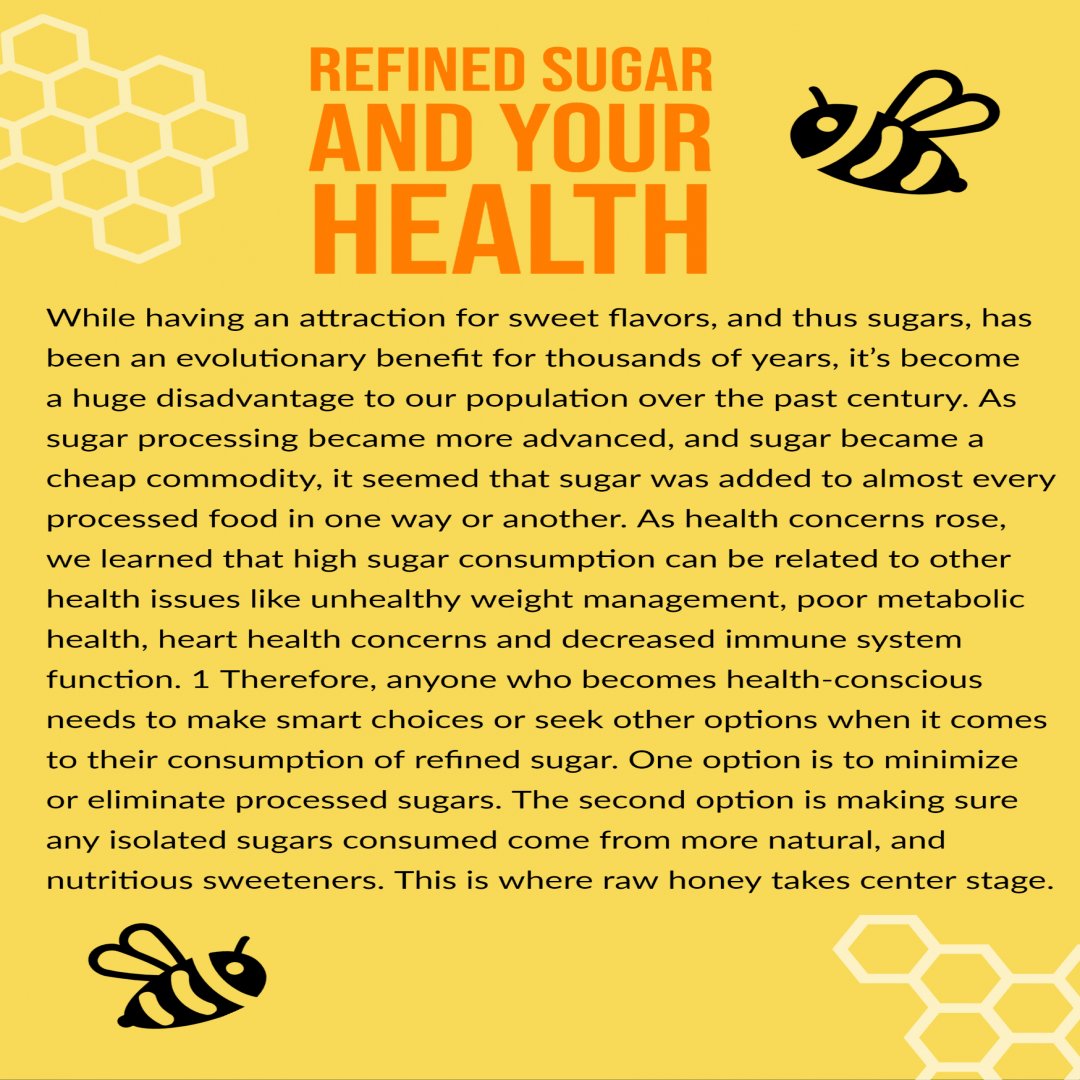 REFINED SUGAR
AND YOUR
HEALTH
While having an attraction for sweet flavors, and thus sugars, has
been an evolutionary benefit for thousands of years, it’s become
a huge disadvantage to our population over the past century. As
sugar processing became more advanced, and sugar became a
cheap commodity, it seemed that sugar was added to almost every
processed food in one way or another. As health concerns rose,
we learned that high sugar consumption can be related to other
health issues like unhealthy weight management, poor metabolic
health, heart health concerns and decreased immune system
function. 1 Therefore, anyone who becomes health-conscious
needs to make smart choices or seek other options when it comes
to their consumption of refined sugar. One option is to minimize
or eliminate processed sugars. The second option is making sure
any isolated sugars consumed come from more natural, and
nutritious sweeteners. This is where raw honey takes center stage.